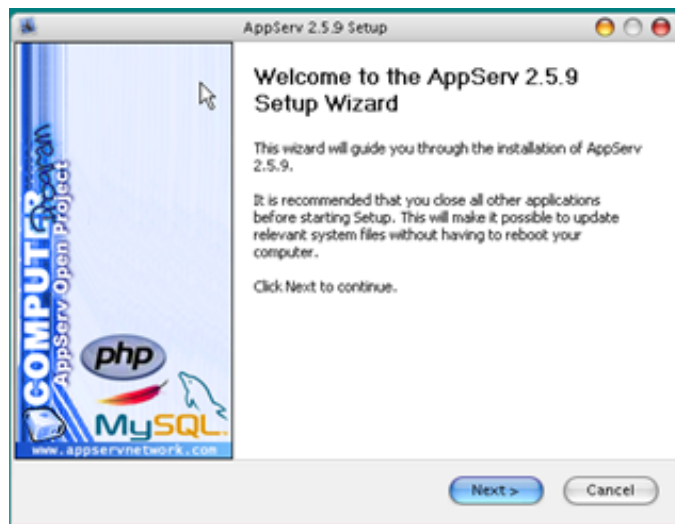 AppServ 2.5.9 Setup
Welcome to the AppServ 2.5.9
Setup Wizard
This wizard will guide you through the installation of AppServ
2.5.9.
It is recommended that you close all other applications
before starting Setup. This will make it possible to update
relevant system files without having to reboot your
computer.
Click Next to continue.
COMPUTER
Program
AppServ Open Project
php
MySQL
www.appservnetwork.com
Next >
Cancel